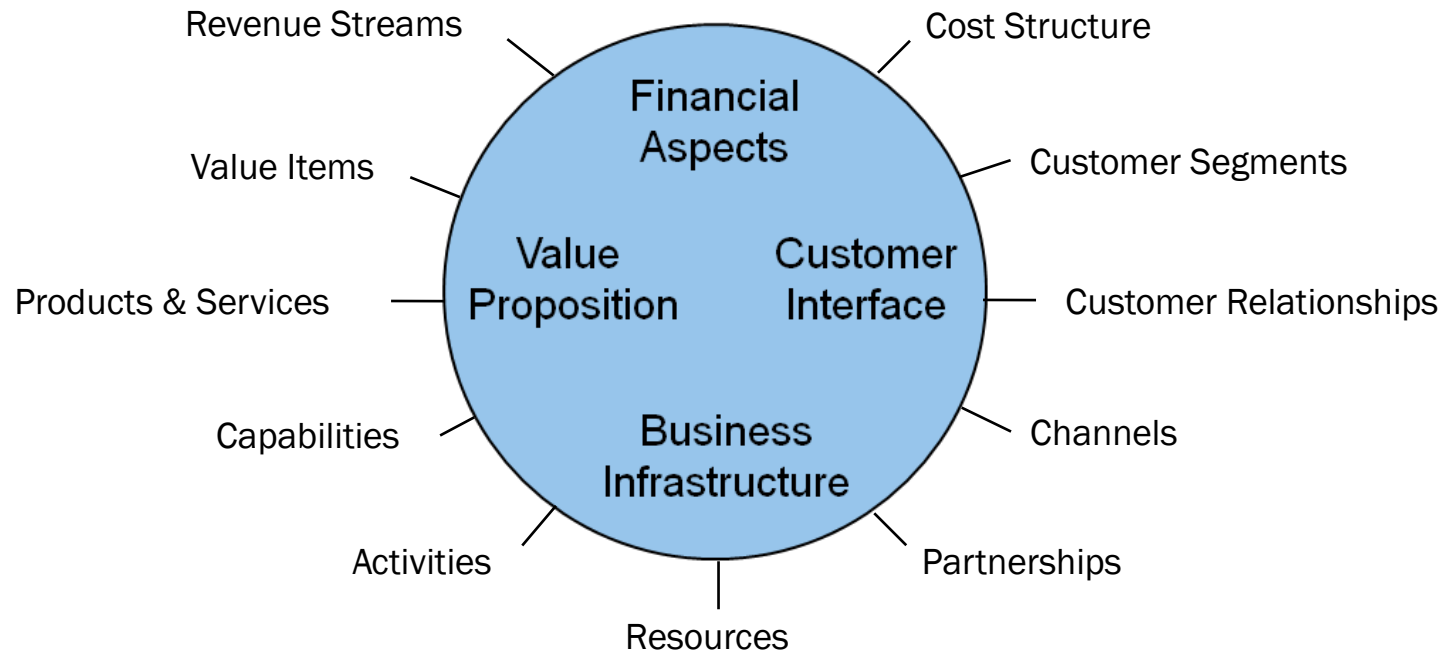 Revenue Streams
Cost Structure
Financial
Aspects
Value Items
Customer Segments
Value
Proposition
Customer
Interface
Products & Services
Customer Relationships
Capabilities
Channels
Business
Infrastructure
Activities
Partnerships
Resources